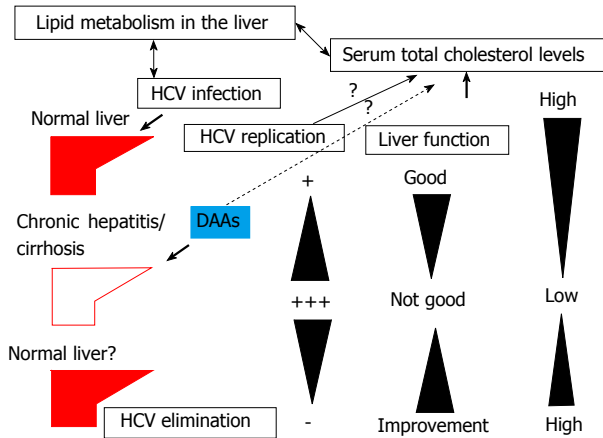 Lipid metabolism in the liver
Serum total cholesterol levels
HCV infection
?
?
High
Normal liver
HCV replication
Liver function
+
Good
Chronic hepatitis/
cirrhosis
DAAs
+++
Not good
Low
Normal liver?
HCV elimination
-
Improvement
High